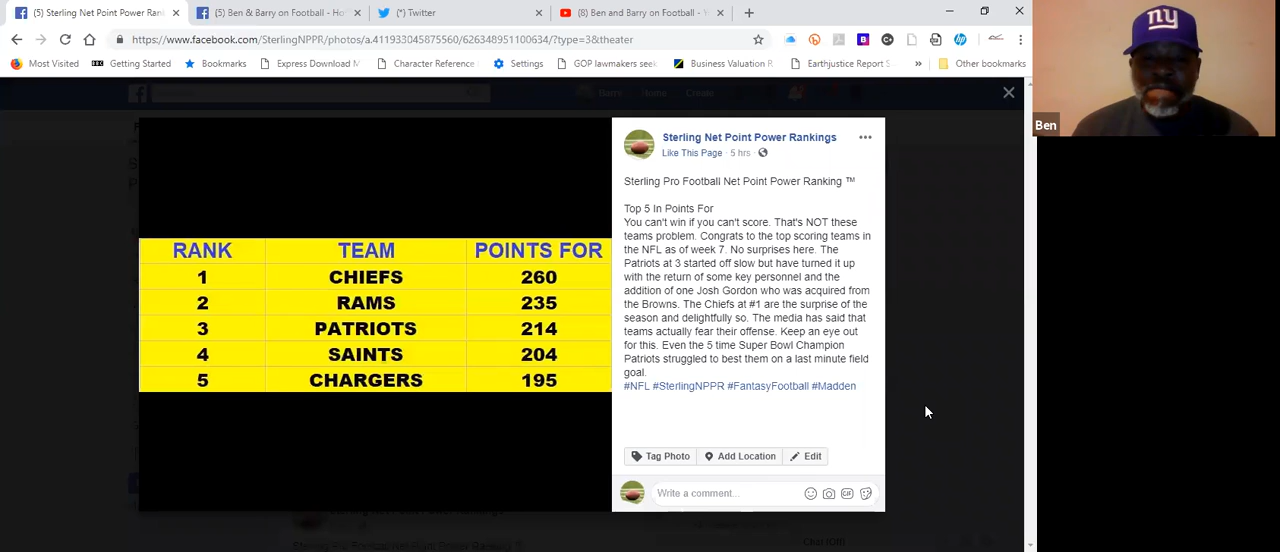 (5) Sterling Net Point Power Ran
(5) Ben & Barry on Football - Ho
(*) Twitter
(8) Ben and Barry on Football - Y
https://www.facebook.com/SterlingNPPR/photos/a.411933045875560/626348951100634/?type=3&theater
Most Visited
Getting Started
Bookmarks
Express Download M
Character Reference
Settings
GOP lawmakers seek
Business Valuation R
Earthjustice Report S
»
Other bookmarks
ny
Ben
Barry
Home
Create
RANK TEAM POINTS FOR
1 CHIEFS 260
2 RAMS 235
3 PATRIOTS 214
4 SAINTS 204
5 CHARGERS 195
Sterling Net Point Power Rankings
Like This Page · 5 hrs ·
Sterling Pro Football Net Point Power Ranking ™
Top 5 In Points For
You can't win if you can't score. That's NOT these
teams problem. Congrats to the top scoring teams in
the NFL as of week 7. No surprises here. The
Patriots at 3 started off slow but have turned it up
with the return of some key personnel and the
addition of one Josh Gordon who was acquired from
the Browns. The Chiefs at #1 are the surprise of the
season and delightfully so. The media has said that
teams actually fear their offense. Keep an eye out
for this. Even the 5 time Super Bowl Champion
Patriots struggled to best them on a last minute field
goal.
#NFL #SterlingNPPR #FantasyFootball #Madden
Tag Photo
Add Location
Edit
Write a comment...
GIF